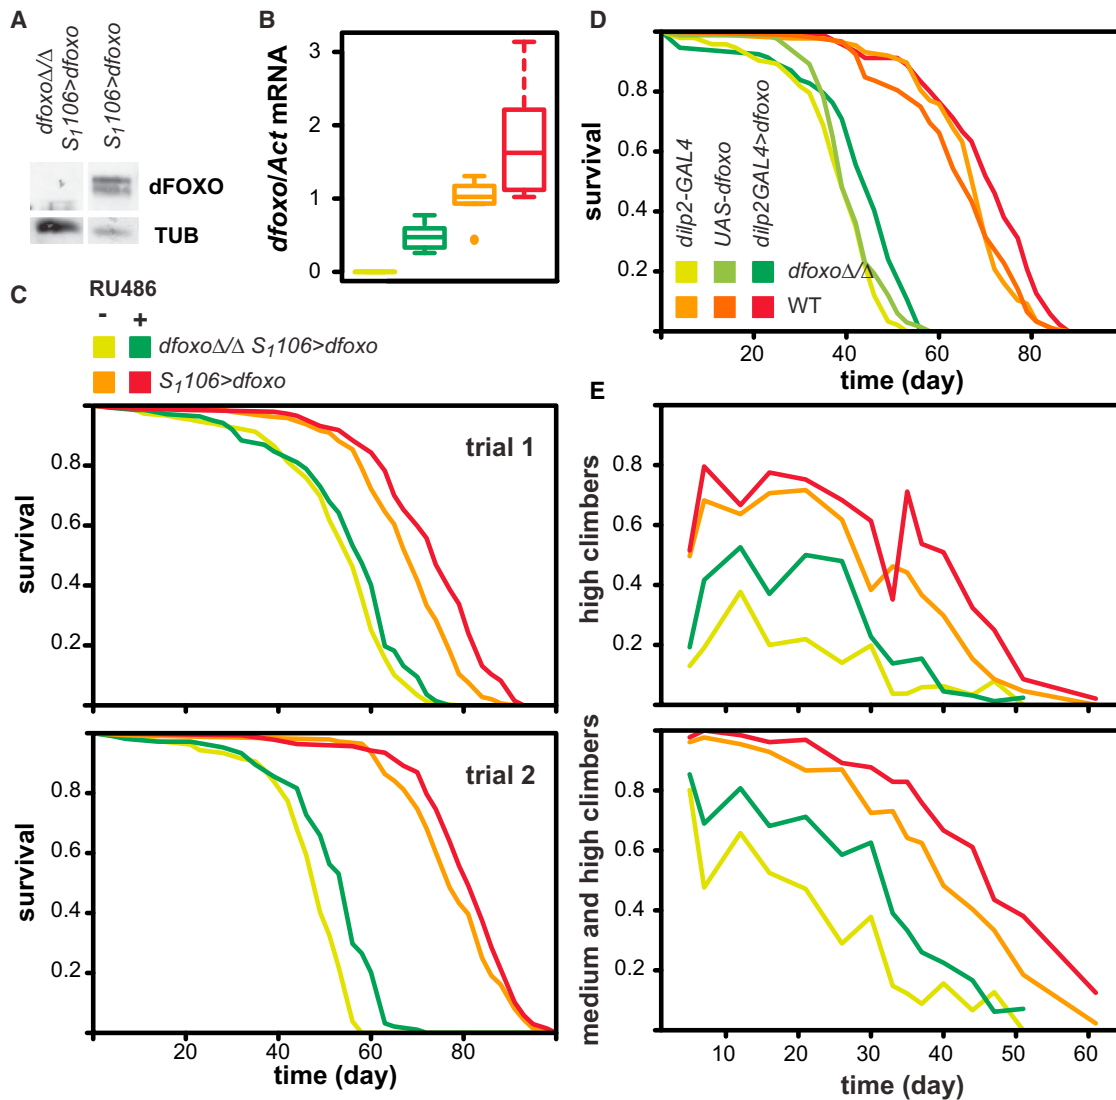 A
dfoxoΔ/Δ
S1106>dfoxo
S1106>dfoxo
dFOXO
TUB
B
dfoxo/Act mRNA
3
2
1
0
C
RU486
- +
dfoxoΔ/Δ S1106>dfoxo
S1106>dfoxo
trial 1
survival
0.8
0.6
0.4
0.2
trial 2
survival
0.8
0.6
0.4
0.2
20 40 60 80
time (day)
D
survival
0.8
0.6
0.4
0.2
dilp2-GAL4
UAS-dfoxo
dilp2GAL4>dfoxo
dfoxoΔ/Δ
WT
20 40 60 80
time (day)
E
high climbers
0.8
0.6
0.4
0.2
medium and high climbers
0.8
0.6
0.4
0.2
10 20 30 40 50 60
time (day)